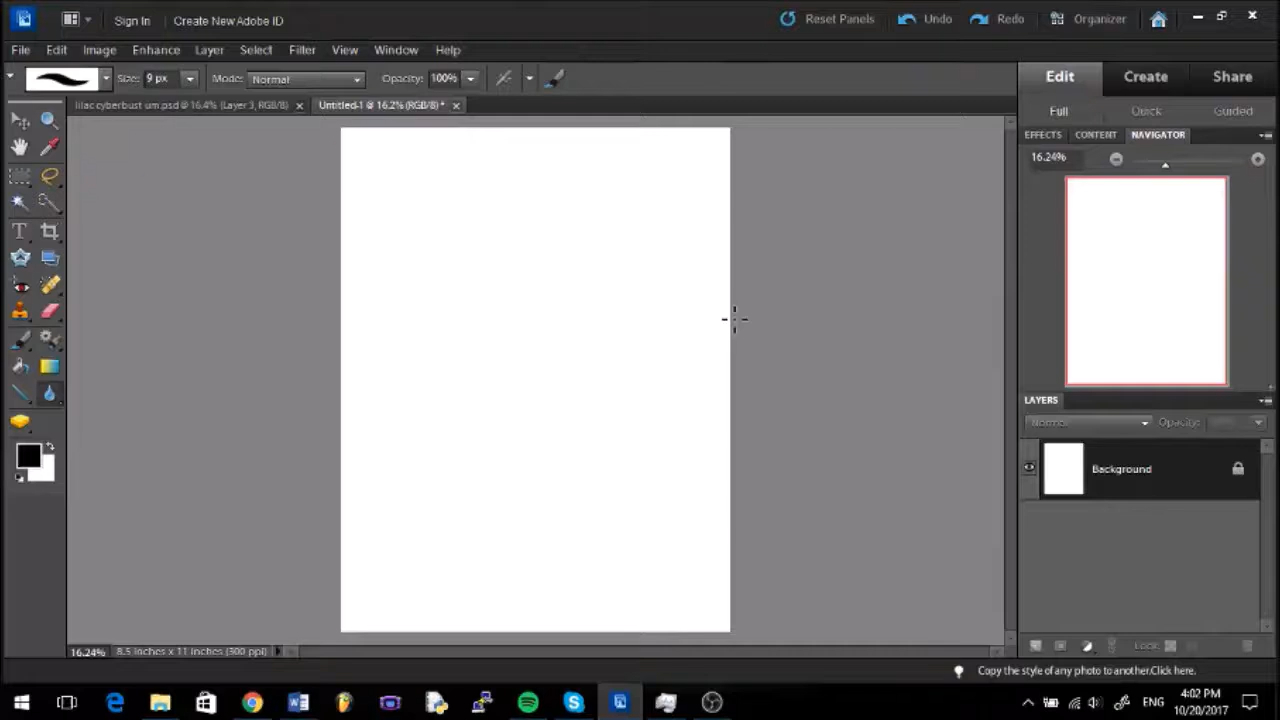 Sign In Create New Adobe ID Reset Panels Undo Redo Organizer
File Edit Image Enhance Layer Select Filter View Window Help
Size: 9 px Mode: Normal Opacity: 100%
Edit Create Share
lilac cyberbust um.psd @ 16.4% (Layer 3, RGB/8) Untitled-1 @ 16.2% (RGB/8) *
Full Quick Guided
EFFECTS CONTENT NAVIGATOR
16.24%
LAYERS
Normal Opacity:
Background
Lock:
16.24% 8.5 inches x 11 inches (300 ppi)
Copy the style of any photo to another.Click here.
ENG
4:02 PM
10/20/2017